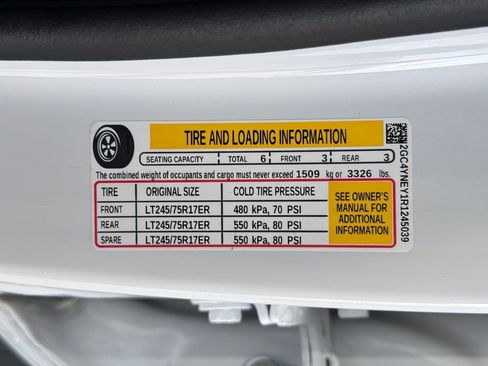 TIRE AND LOADING INFORMATION
SEATING CAPACITY TOTAL 6 FRONT 3 REAR 3
The combined weight of occupants and cargo must never exceed 1509 kg or 3326 lbs.
TIRE ORIGINAL SIZE COLD TIRE PRESSURE
FRONT LT245/75R17ER 480 kPa, 70 PSI
REAR LT245/75R17ER 550 kPa, 80 PSI
SPARE LT245/75R17ER 550 kPa, 80 PSI
SEE OWNER'S
MANUAL FOR
ADDITIONAL
INFORMATION
2GC4YNEY1R1245039